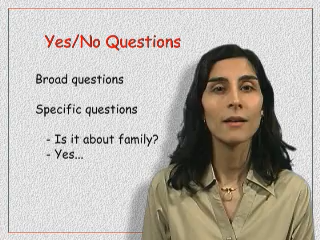 Yes/No Questions
Broad questions
Specific questions
- Is it about family?
- Yes...